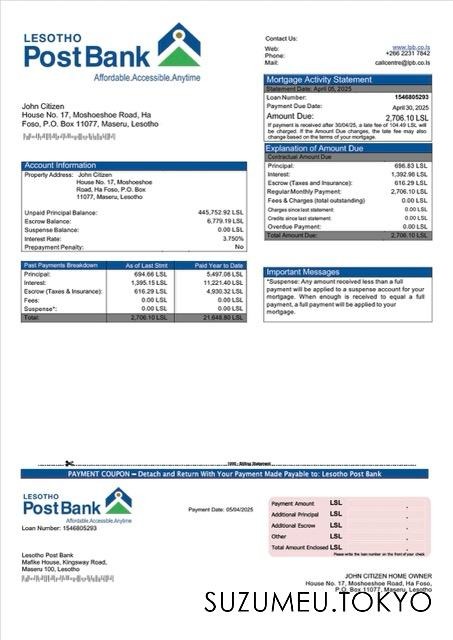 LESOTHO
PostBank
Affordable.Accessible.Anytime
Contact Us:
Web: www.lpb.co.ls
Phone: +266 2231 7842
Mail: callcentre@lpb.co.ls
Mortgage Activity Statement
Statement Date: April 05, 2025
Loan Number: 1546805293
Payment Due Date: April 30, 2025
Amount Due: 2,706.10 LSL
If payment is received after 30/04/25, a late fee of 104.49 LSL will
be charged. If the Amount Due changes, the late fee may also
change based on the terms of your mortgage.
John Citizen
House No. 17, Moshoeshoe Road, Ha
Foso, P.O. Box 11077, Maseru, Lesotho
Explanation of Amount Due
Contractual Amount Due
Principal: 696.83 LSL
Interest: 1,392.98 LSL
Escrow (Taxes and Insurance): 616.29 LSL
Regular Monthly Payment: 2,706.10 LSL
Fees & Charges (total outstanding) 0.00 LSL
Charges since last statement: 0.00 LSL
Credits since last statement: 0.00 LSL
Overdue Payment: 0.00 LSL
Total Amount Due: 2,706.10 LSL
Account Information
Property Address: John Citizen
House No. 17, Moshoeshoe
Road, Ha Foso, P.O. Box
11077, Maseru, Lesotho
Unpaid Principal Balance: 445,752.92 LSL
Escrow Balance: 6,779.19 LSL
Suspense Balance: 0.00 LSL
Interest Rate: 3.750%
Prepayment Penalty: No
Past Payments Breakdown As of Last Stmt Paid Year to Date
Principal: 694.66 LSL 5,497.08 LSL
Interest: 1,395.15 LSL 11,221.40 LSL
Escrow (Taxes & Insurance): 616.29 LSL 4,930.32 LSL
Fees: 0.00 LSL 0.00 LSL
Suspense*: 0.00 LSL 0.00 LSL
Total: 2,706.10 LSL 21,648.80 LSL
Important Messages
*Suspense: Any amount received less than a full
payment will be applied to a suspense account for your
mortgage. When enough is received to equal a full
payment, a full payment will be applied to your
mortgage.
PAYMENT COUPON – Detach and Return With Your Payment Made Payable to: Lesotho Post Bank
LESOTHO
PostBank
Affordable.Accessible.Anytime
Loan Number: 1546805293
Payment Date: 05/04/2025
Payment Amount LSL .
Additional Principal LSL .
Additional Escrow LSL .
Other LSL .
Total Amount Enclosed LSL .
Please write the loan number on the front of your check
Lesotho Post Bank
Mafike House, Kingsway Road,
Maseru 100, Lesotho
JOHN CITIZEN HOME OWNER
House No. 17, Moshoeshoe Road, Ha Foso,
SUZUMEU.TOKYO